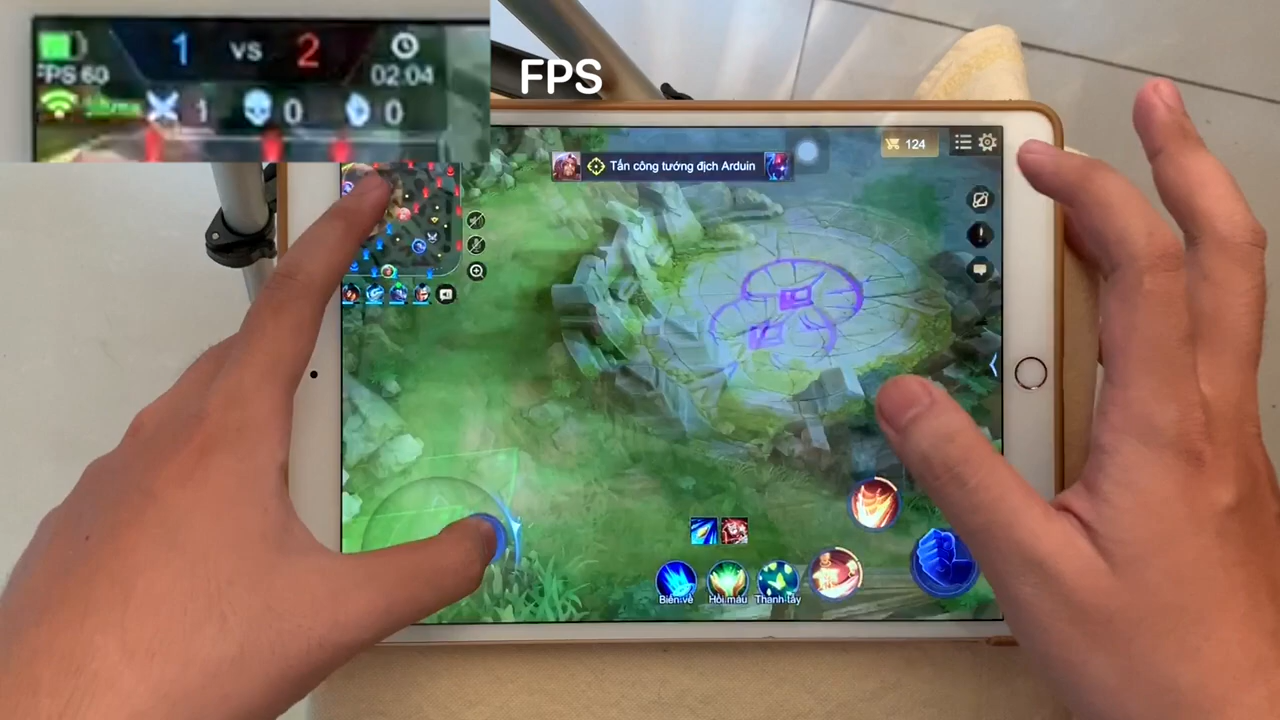 1 vs 2
FPS 60
02:04
1 0 0
FPS
124
Tấn công tướng địch Arduin
Biến về Hồi máu Thanh tẩy